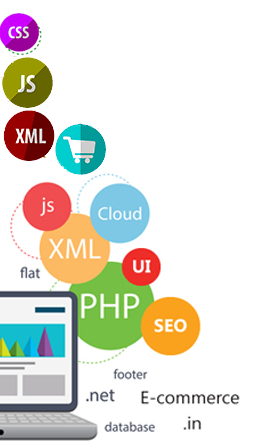 CSS
JS
XML
js
Cloud
XML
UI
flat
PHP
SEO
footer
.net
E-commerce
database
.in